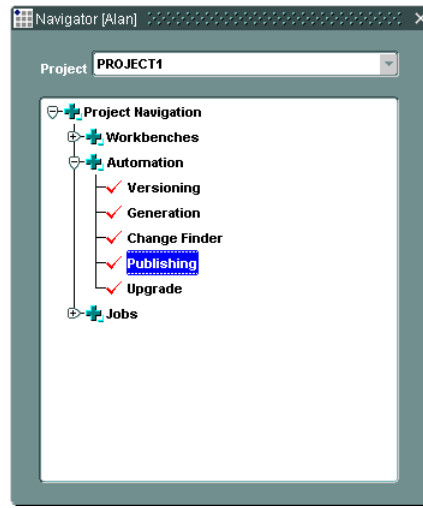 Navigator [Alan]
Project PROJECT1
Project Navigation
Workbenches
Automation
Versioning
Generation
Change Finder
Publishing
Upgrade
Jobs